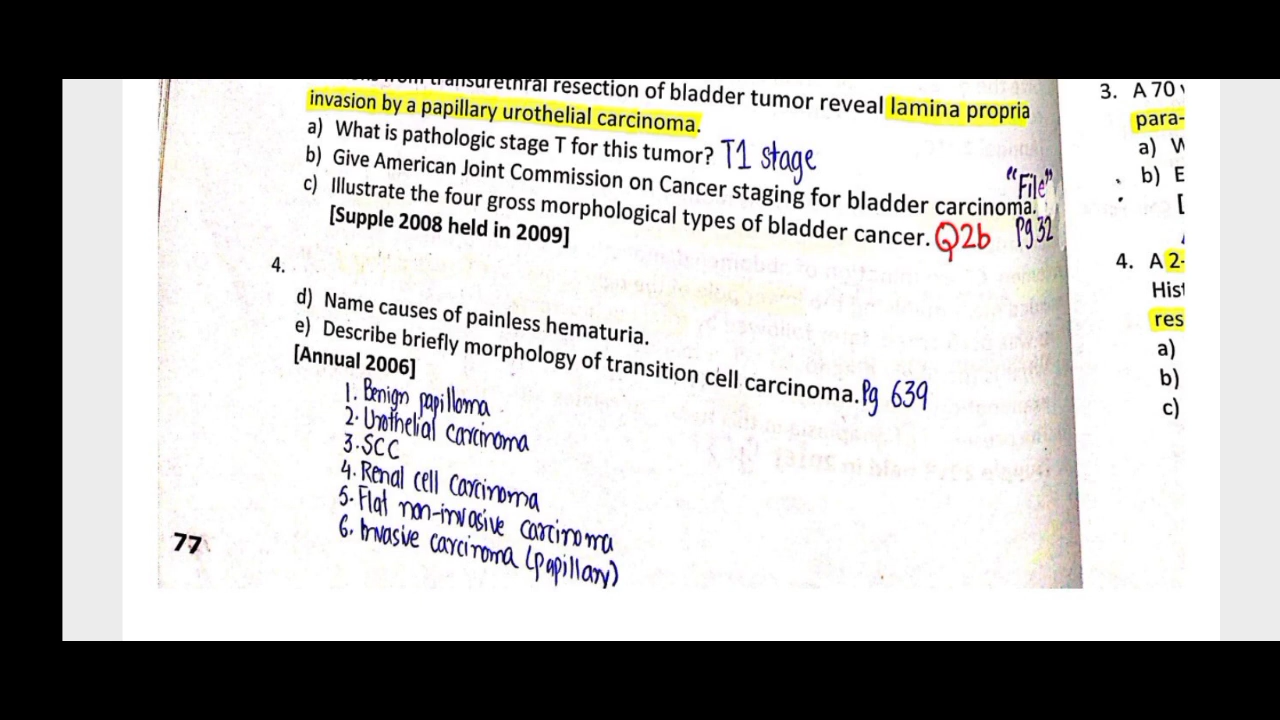 from transurethral resection of bladder tumor reveal lamina propria
invasion by a papillary urothelial carcinoma.
a) What is pathologic stage T for this tumor? T1 stage
b) Give American Joint Commission on Cancer staging for bladder carcinoma. "File"
c) Illustrate the four gross morphological types of bladder cancer. Q2b Pg 32
[Supple 2008 held in 2009]
4.
d) Name causes of painless hematuria.
e) Describe briefly morphology of transition cell carcinoma. Pg 639
[Annual 2006]
1. Benign papilloma
2. Urothelial carcinoma
3. SCC
4. Renal cell carcinoma
5. Flat non-invasive carcinoma
6. Invasive carcinoma (papillary)
77
3. A 70
para-
a) W
b) E
[
4. A 2-
Hist
res
a)
b)
c)